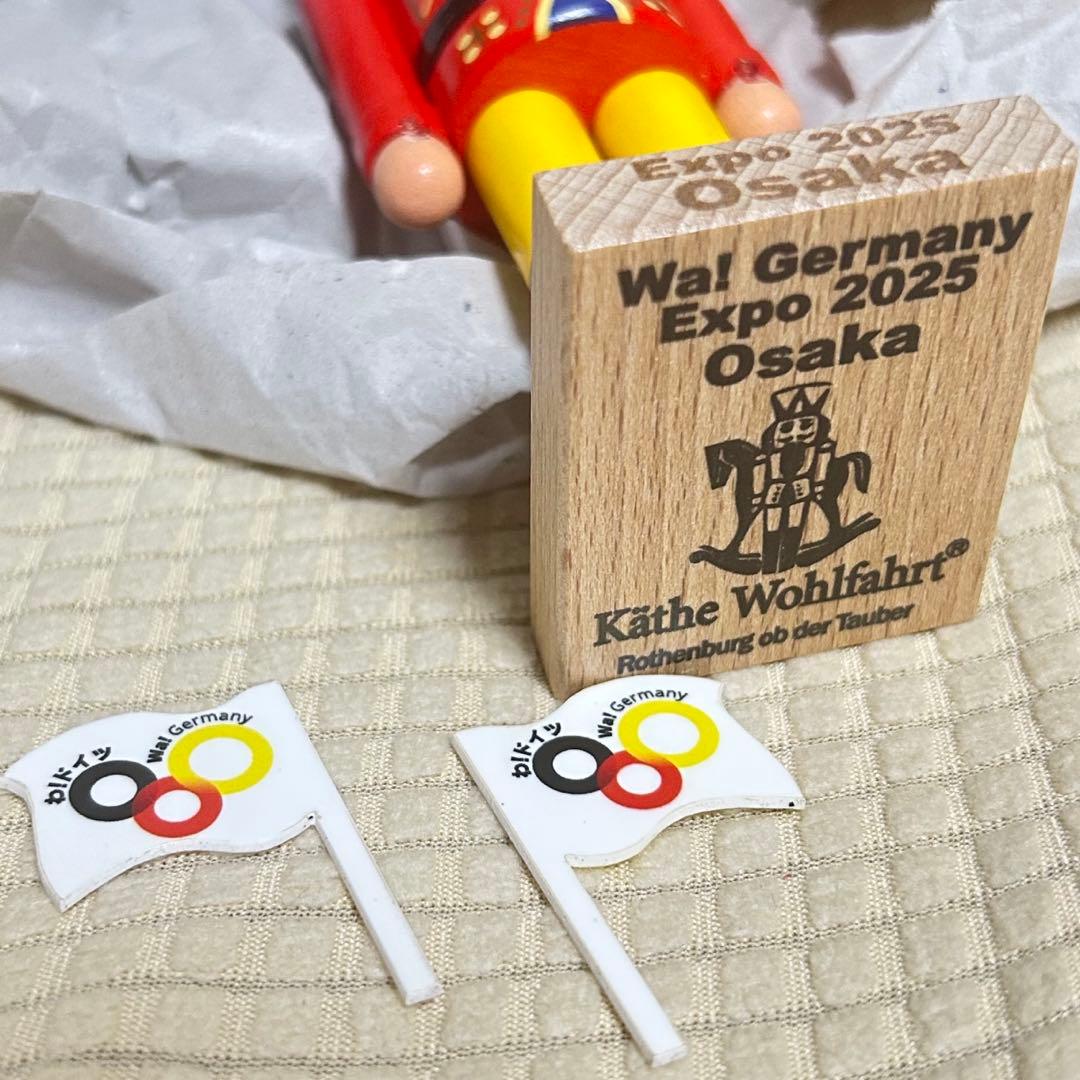 Expo 2025
Osaka
Wa! Germany
Expo 2025
Osaka
Käthe Wohlfahrt®
Rothenburg ob der Tauber
わ!ドイツ
Wa! Germany
わ!ドイツ
Wa! Germany